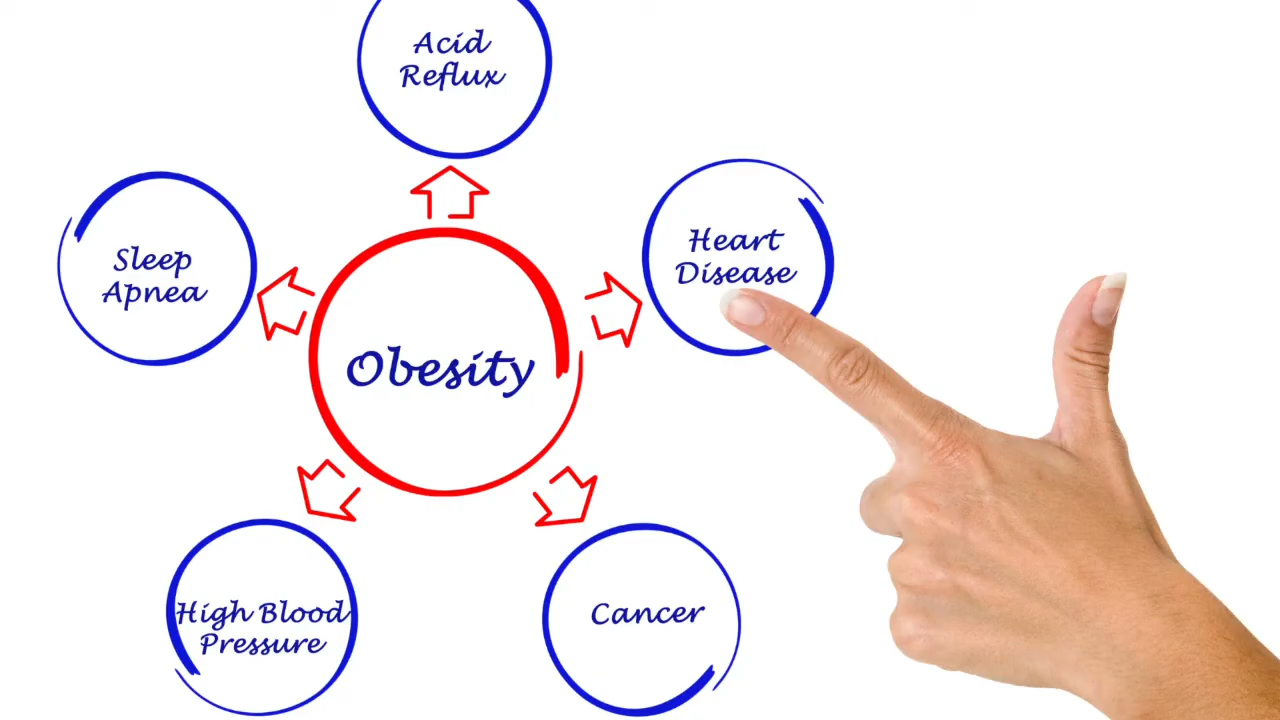 Acid
Reflux
Heart
Disease
Sleep
Apnea
Obesity
High Blood
Pressure
Cancer